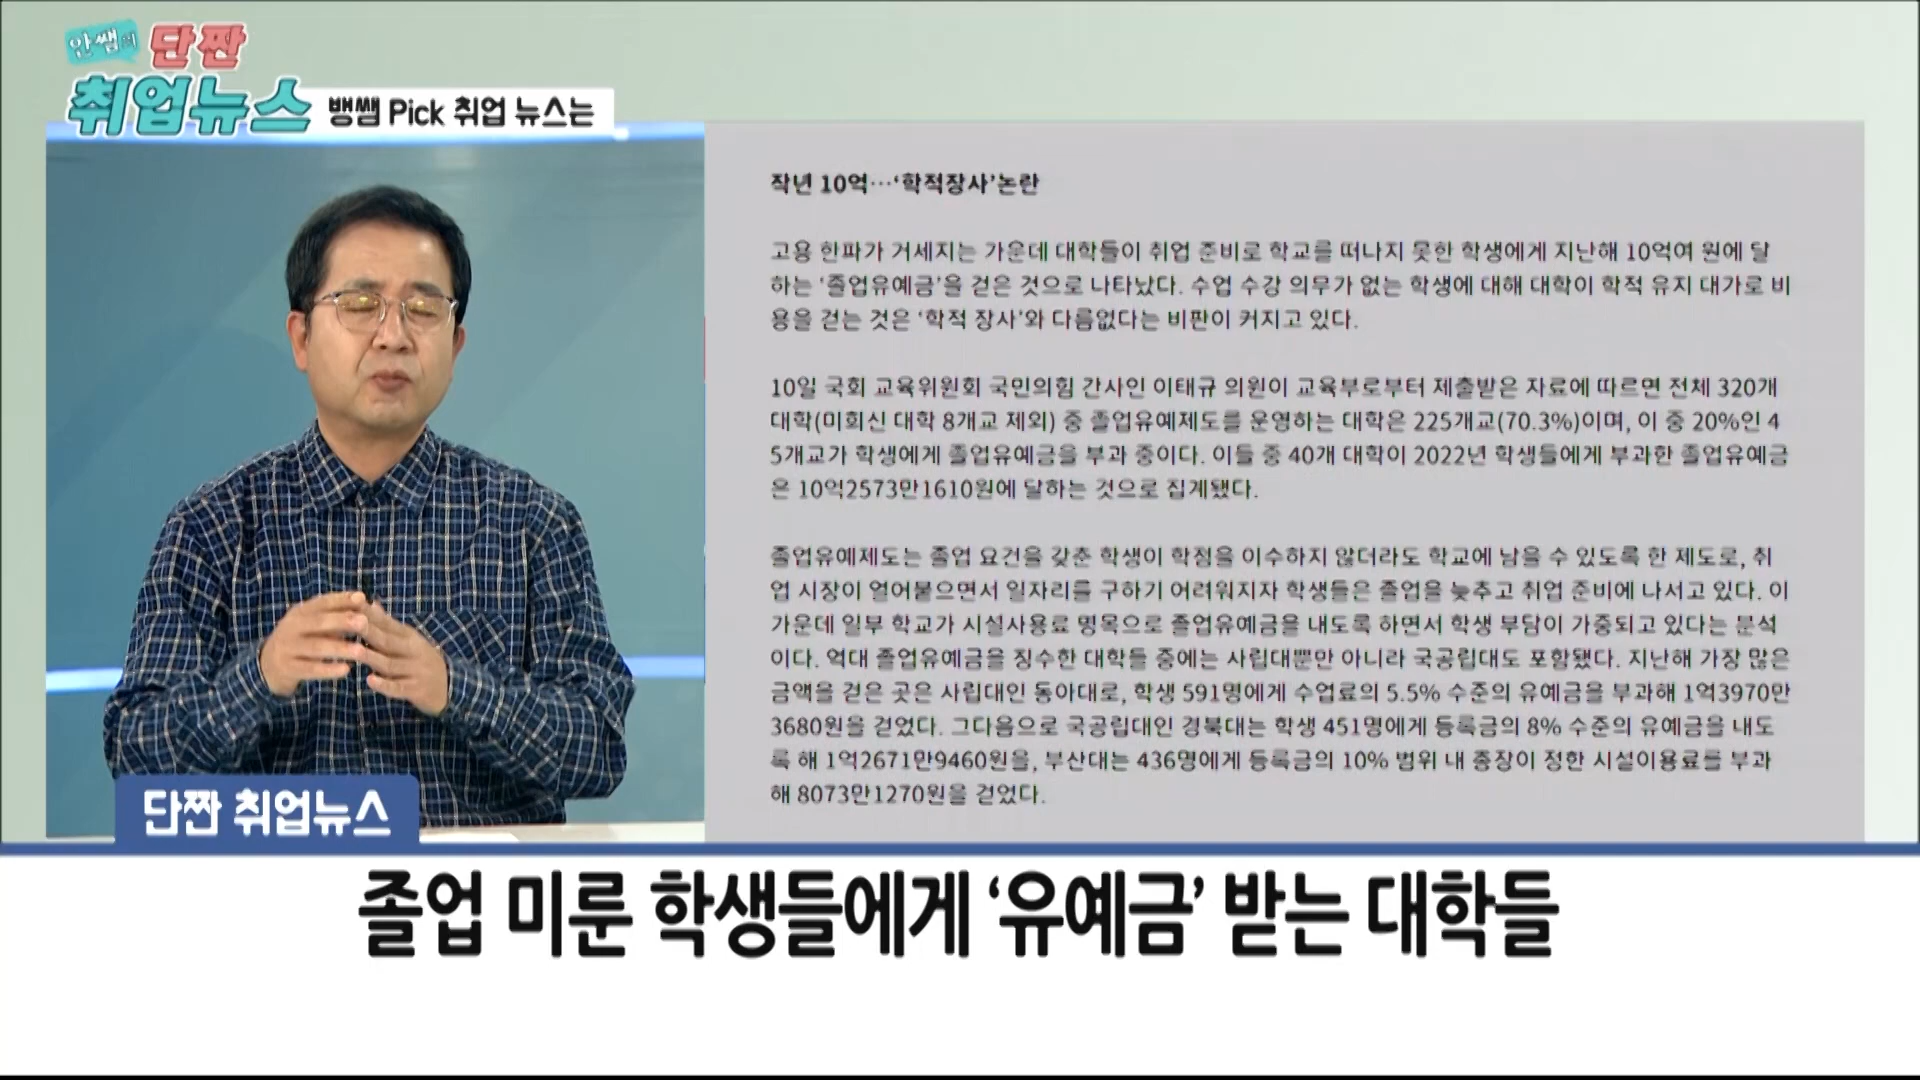 안쌤의 단짠
취업뉴스 뱅쌤 Pick 취업 뉴스는
작년 10억…‘학적장사’논란
고용 한파가 거세지는 가운데 대학들이 취업 준비로 학교를 떠나지 못한 학생에게 지난해 10억여 원에 달
하는 ‘졸업유예금’을 걷은 것으로 나타났다. 수업 수강 의무가 없는 학생에 대해 대학이 학적 유지 대가로 비
용을 걷는 것은 ‘학적 장사’와 다름없다는 비판이 커지고 있다.
10일 국회 교육위원회 국민의힘 간사인 이태규 의원이 교육부로부터 제출받은 자료에 따르면 전체 320개
대학(미회신 대학 8개교 제외) 중 졸업유예제도를 운영하는 대학은 225개교(70.3%)이며, 이 중 20%인 4
5개교가 학생에게 졸업유예금을 부과 중이다. 이들 중 40개 대학이 2022년 학생들에게 부과한 졸업유예금
은 10억2573만1610원에 달하는 것으로 집계됐다.
졸업유예제도는 졸업 요건을 갖춘 학생이 학점을 이수하지 않더라도 학교에 남을 수 있도록 한 제도로, 취
업 시장이 얼어붙으면서 일자리를 구하기 어려워지자 학생들은 졸업을 늦추고 취업 준비에 나서고 있다. 이
가운데 일부 학교가 시설사용료 명목으로 졸업유예금을 내도록 하면서 학생 부담이 가중되고 있다는 분석
이다. 역대 졸업유예금을 징수한 대학들 중에는 사립대뿐만 아니라 국공립대도 포함됐다. 지난해 가장 많은
금액을 걷은 곳은 사립대인 동아대로, 학생 591명에게 수업료의 5.5% 수준의 유예금을 부과해 1억3970만
3680원을 걷었다. 그다음으로 국공립대인 경북대는 학생 451명에게 등록금의 8% 수준의 유예금을 내도
록 해 1억2671만9460원을, 부산대는 436명에게 등록금의 10% 범위 내 총장이 정한 시설이용료를 부과
해 8073만1270원을 걷었다.
단짠 취업뉴스
졸업 미룬 학생들에게 ‘유예금’ 받는 대학들